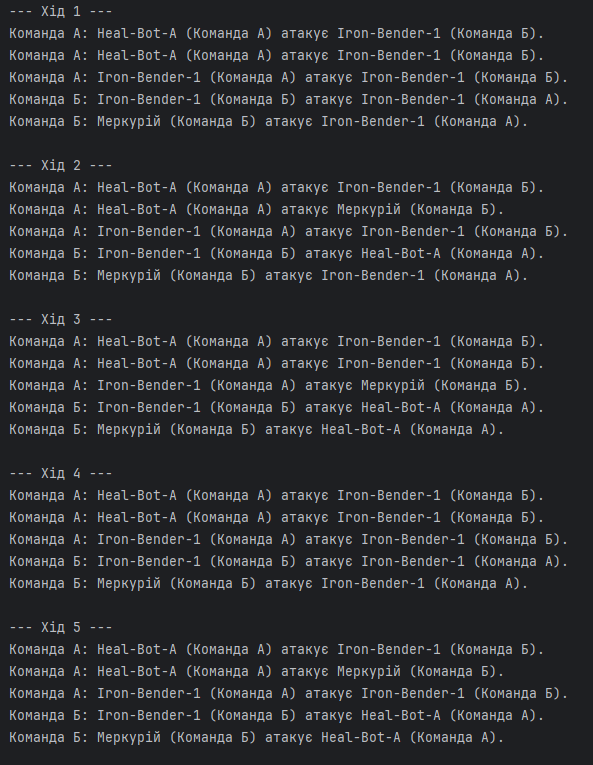 --- Хід 1 ---
Команда А: Heal-Bot-A (Команда А) атакує Iron-Bender-1 (Команда Б).
Команда А: Heal-Bot-A (Команда А) атакує Iron-Bender-1 (Команда Б).
Команда А: Iron-Bender-1 (Команда А) атакує Iron-Bender-1 (Команда Б).
Команда Б: Iron-Bender-1 (Команда Б) атакує Iron-Bender-1 (Команда А).
Команда Б: Меркурій (Команда Б) атакує Iron-Bender-1 (Команда А).
--- Хід 2 ---
Команда А: Heal-Bot-A (Команда А) атакує Iron-Bender-1 (Команда Б).
Команда А: Heal-Bot-A (Команда А) атакує Меркурій (Команда Б).
Команда А: Iron-Bender-1 (Команда А) атакує Iron-Bender-1 (Команда Б).
Команда Б: Iron-Bender-1 (Команда Б) атакує Heal-Bot-A (Команда А).
Команда Б: Меркурій (Команда Б) атакує Iron-Bender-1 (Команда А).
--- Хід 3 ---
Команда А: Heal-Bot-A (Команда А) атакує Iron-Bender-1 (Команда Б).
Команда А: Heal-Bot-A (Команда А) атакує Iron-Bender-1 (Команда Б).
Команда А: Iron-Bender-1 (Команда А) атакує Меркурій (Команда Б).
Команда Б: Iron-Bender-1 (Команда Б) атакує Heal-Bot-A (Команда А).
Команда Б: Меркурій (Команда Б) атакує Heal-Bot-A (Команда А).
--- Хід 4 ---
Команда А: Heal-Bot-A (Команда А) атакує Iron-Bender-1 (Команда Б).
Команда А: Heal-Bot-A (Команда А) атакує Iron-Bender-1 (Команда Б).
Команда А: Iron-Bender-1 (Команда А) атакує Iron-Bender-1 (Команда Б).
Команда Б: Iron-Bender-1 (Команда Б) атакує Iron-Bender-1 (Команда А).
Команда Б: Меркурій (Команда Б) атакує Iron-Bender-1 (Команда А).
--- Хід 5 ---
Команда А: Heal-Bot-A (Команда А) атакує Iron-Bender-1 (Команда Б).
Команда А: Heal-Bot-A (Команда А) атакує Меркурій (Команда Б).
Команда А: Iron-Bender-1 (Команда А) атакує Iron-Bender-1 (Команда Б).
Команда Б: Iron-Bender-1 (Команда Б) атакує Heal-Bot-A (Команда А).
Команда Б: Меркурій (Команда Б) атакує Heal-Bot-A (Команда А).